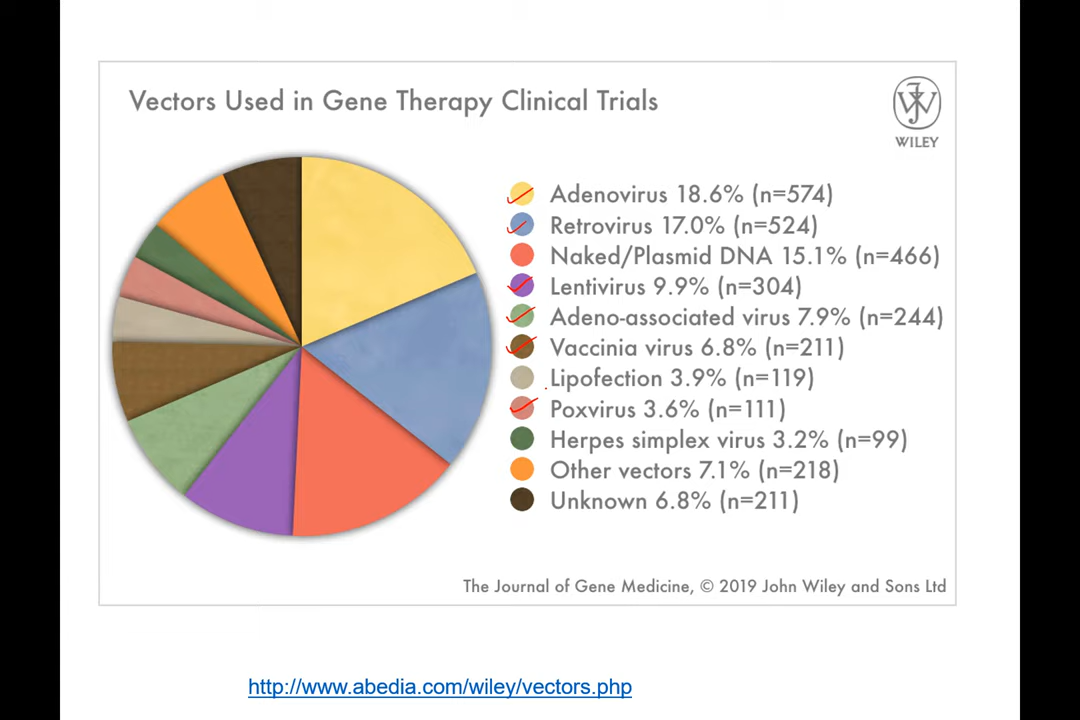 Vectors Used in Gene Therapy Clinical Trials
WILEY
Adenovirus 18.6% (n=574)
Retrovirus 17.0% (n=524)
Naked/Plasmid DNA 15.1% (n=466)
Lentivirus 9.9% (n=304)
Adeno-associated virus 7.9% (n=244)
Vaccinia virus 6.8% (n=211)
Lipofection 3.9% (n=119)
Poxvirus 3.6% (n=111)
Herpes simplex virus 3.2% (n=99)
Other vectors 7.1% (n=218)
Unknown 6.8% (n=211)
The Journal of Gene Medicine, © 2019 John Wiley and Sons Ltd
http://www.abedia.com/wiley/vectors.php